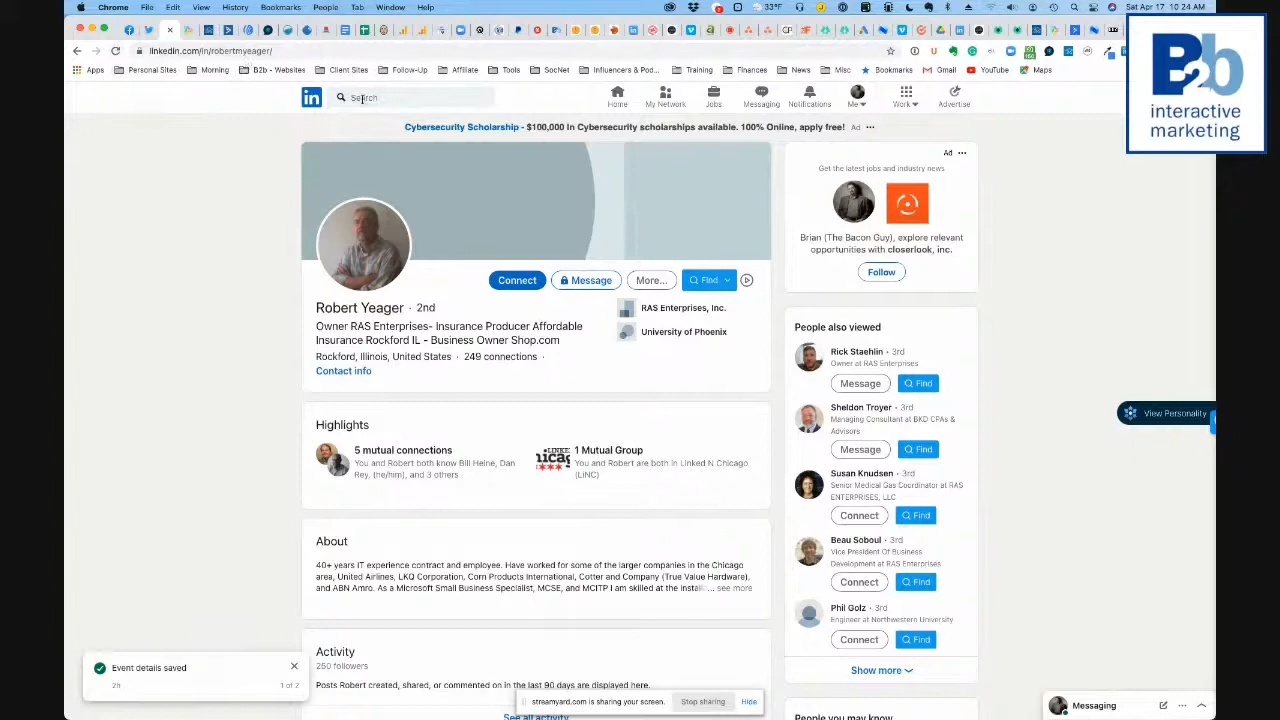 Chrome File Edit View History Bookmarks People Tab Window Help
33F
Sat Apr 17 10:24 AM
linkedin.com/in/robertmyeager/
Apps Personal Sites Morning B2b - Websites Client Sites Follow-Up Affiliate Tools SocNet Influencers & Pod... Training Finances News Misc Bookmarks Gmail YouTube Maps
B2b
interactive
marketing
in
Search
Home My Network Jobs Messaging Notifications Me Work Advertise
Cybersecurity Scholarship - $100,000 in Cybersecurity scholarships available. 100% Online, apply free! Ad
Connect Message More... Find
Robert Yeager · 2nd
Owner RAS Enterprises- Insurance Producer Affordable
Insurance Rockford IL - Business Owner Shop.com
Rockford, Illinois, United States · 249 connections ·
Contact info
RAS Enterprises, Inc.
University of Phoenix
Highlights
5 mutual connections
You and Robert both know Bill Heine, Dan
Rey, (he/him), and 3 others
1 Mutual Group
You and Robert are both in Linked N Chicago
(LiNC)
About
40+ years IT experience contract and employee. Have worked for some of the larger companies in the Chicago
area, United Airlines, LKQ Corporation, Corn Products International, Cotter and Company (True Value Hardware),
and ABN Amro. As a Microsoft Small Business Specialist, MCSE, and MCITP I am skilled at the install... see more
Activity
250 followers
Posts Robert created, shared, or commented on in the last 90 days are displayed here.
See all activity
Ad
Get the latest jobs and industry news
Brian (The Bacon Guy), explore relevant
opportunities with closerlook, inc.
Follow
People also viewed
Rick Staehlin · 3rd
Owner at RAS Enterprises
Message Find
Sheldon Troyer · 3rd
Managing Consultant at BKD CPAs &
Advisors
Message Find
Susan Knudsen · 3rd
Senior Medical Gas Coordinator at RAS
ENTERPRISES, LLC
Connect Find
Beau Soboul · 3rd
Vice President Of Business
Development at RAS Enterprises
Connect Find
Phil Golz · 3rd
Engineer at Northwestern University
Connect Find
Show more
People you may know
View Personality
Event details saved
2h 1 of 2
streamyard.com is sharing your screen. Stop sharing Hide
Messaging